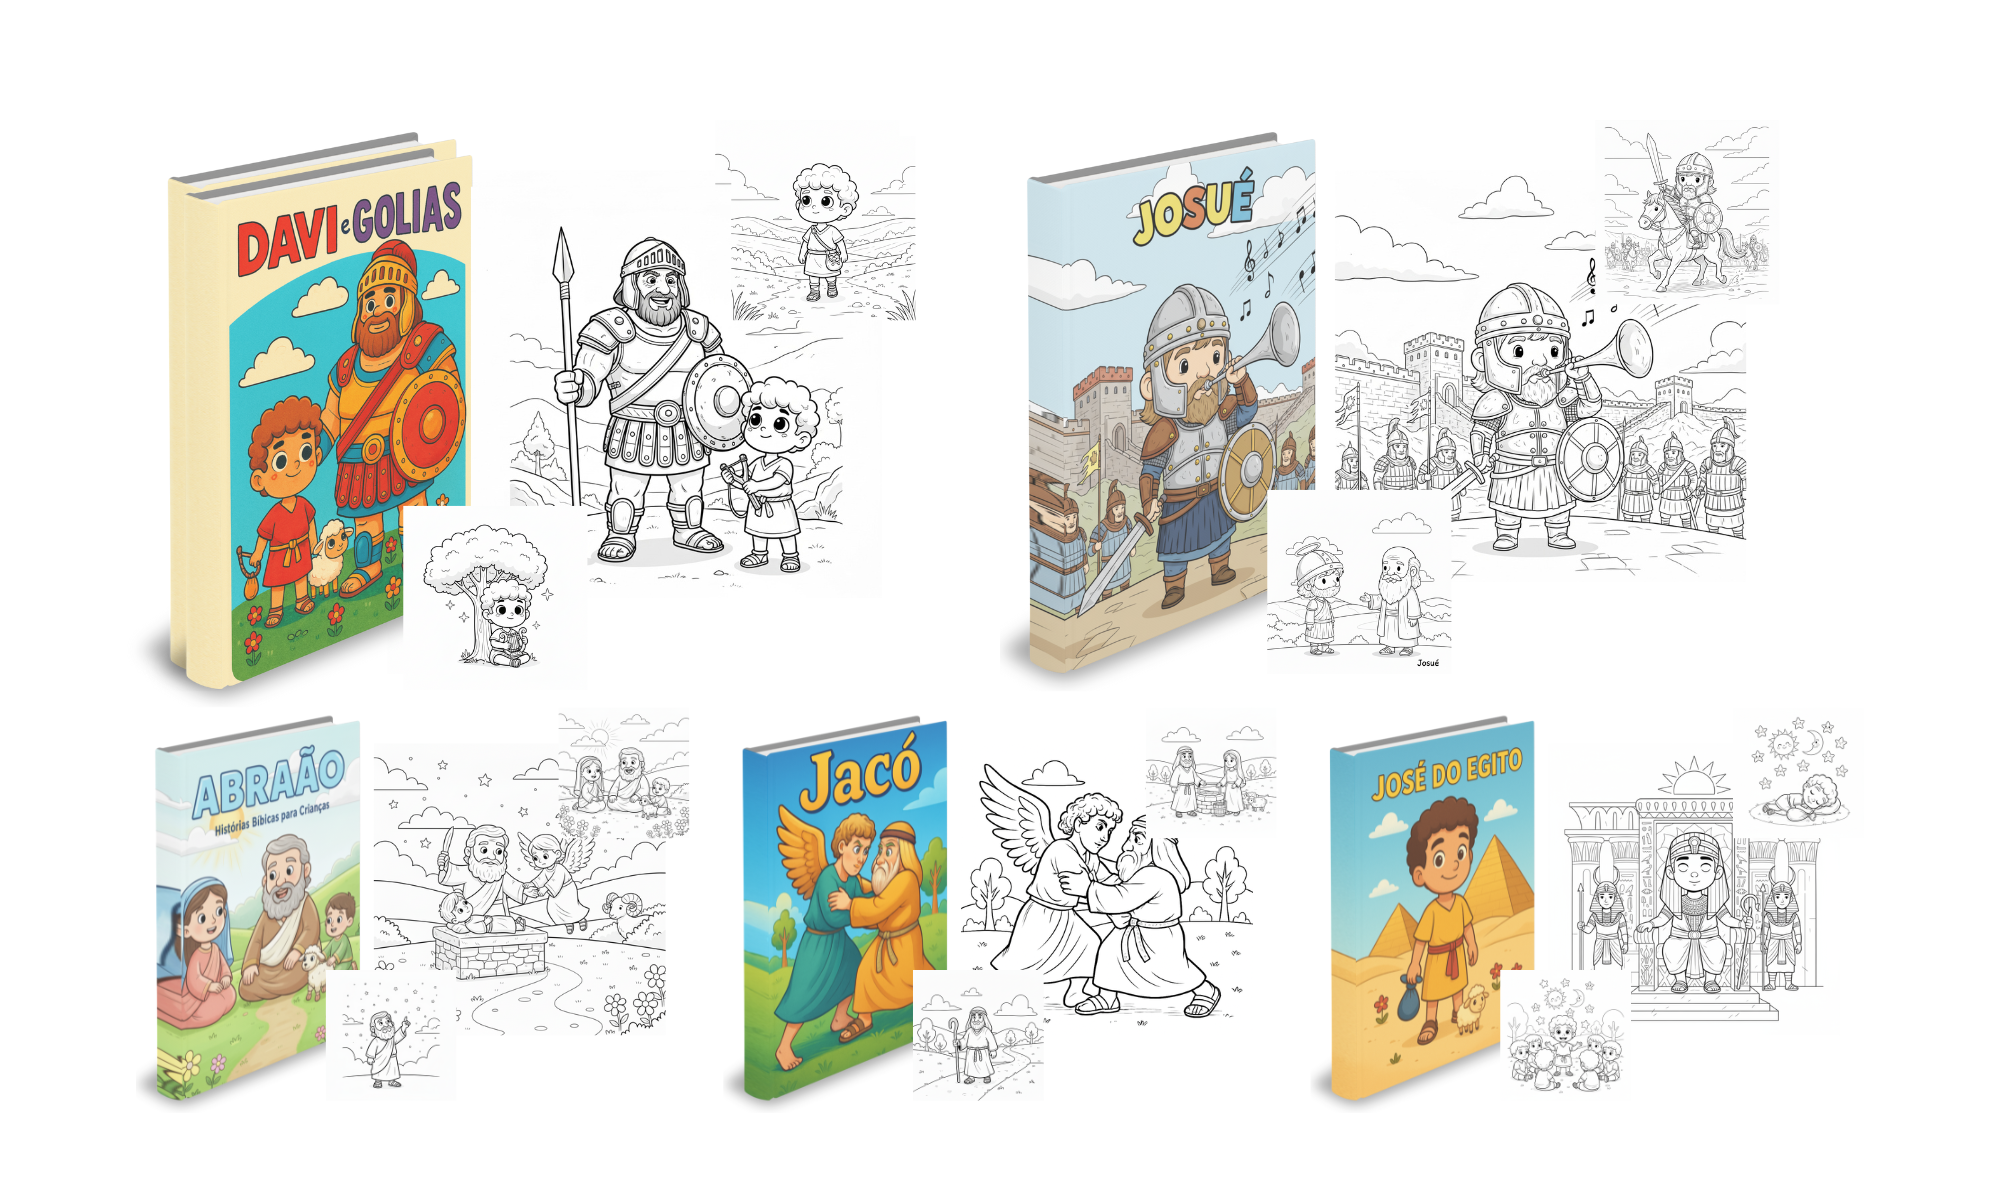 DAVI e GOLIAS
JOSUÉ
Josué
ABRAÃO
Histórias Bíblicas para Crianças
Jacó
JOSÉ DO EGITO